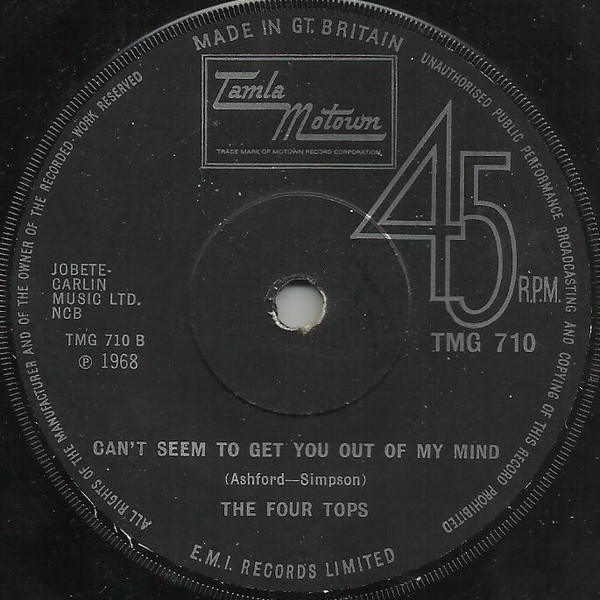 MADE IN GT. BRITAIN
UNAUTHORISED PUBLIC PERFORMANCE BROADCASTING AND COPYING OF THIS RECORD PROHIBITED
ALL RIGHTS OF THE MANUFACTURER AND OF THE OWNER OF THE RECORDED WORK RESERVED
Tamla
Motown
TRADE MARK OF MOTOWN RECORD CORPORATION
45
R.P.M.
JOBETE-
CARLIN
MUSIC LTD.
NCB
TMG 710 B
℗ 1968
TMG 710
CAN'T SEEM TO GET YOU OUT OF MY MIND
(Ashford—Simpson)
THE FOUR TOPS
E.M.I. RECORDS LIMITED